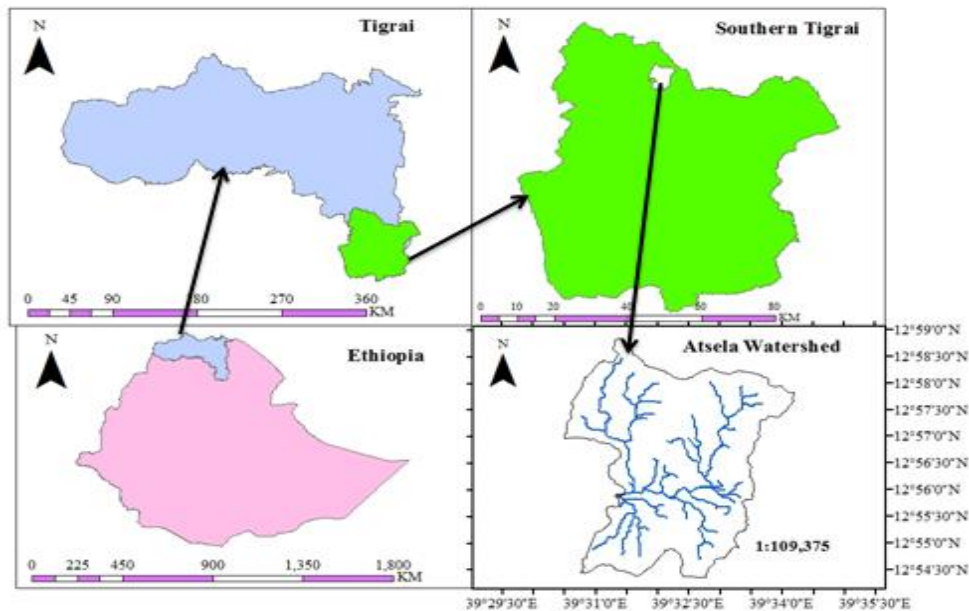 N
Tigrai
0 45 90 180 270 360
KM
N
Southern Tigrai
0 5 10 20 40 60 80
KM
N
Ethiopia
0 225 450 900 1,350 1,800
KM
N
Atsela Watershed
1:109,375
12°59'0"N
12°58'30"N
12°58'0"N
12°57'30"N
12°57'0"N
12°56'30"N
12°56'0"N
12°55'30"N
12°55'0"N
12°54'30"N
39°29'30"E 39°31'0"E 39°32'30"E 39°34'0"E 39°35'30"E